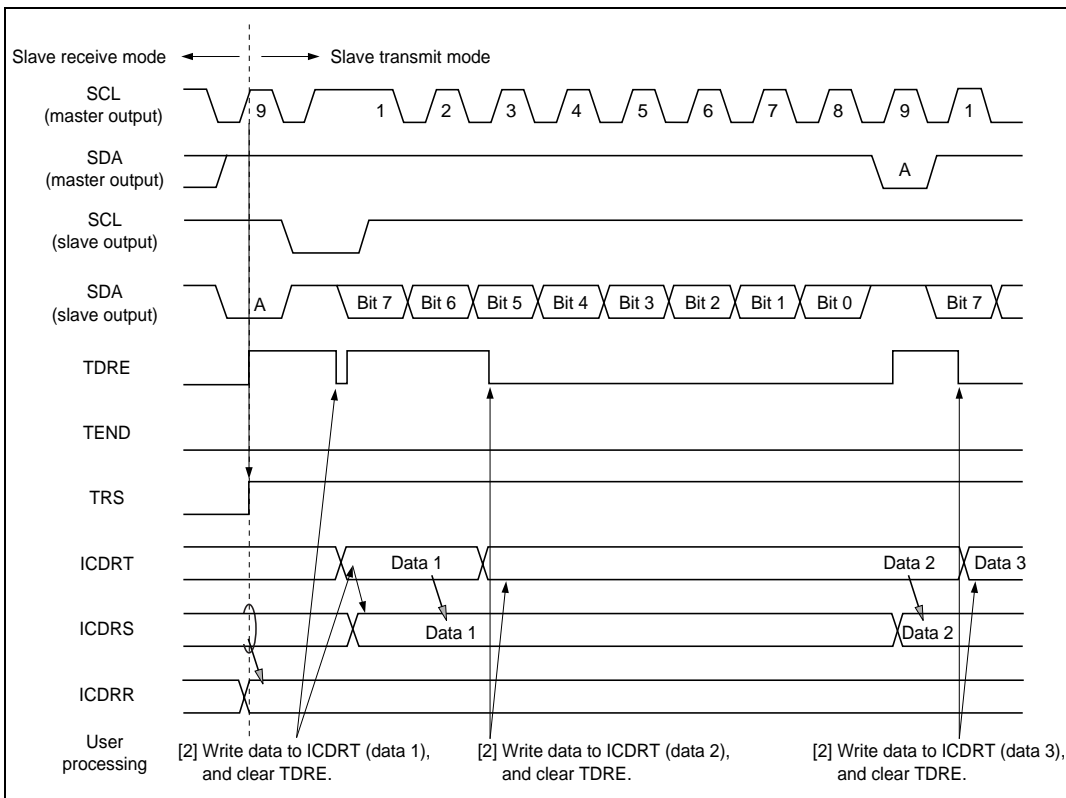 Slave receive mode Slave transmit mode
SCL
(master output)
9 1 2 3 4 5 6 7 8 9 1
SDA
(master output)
A
SCL
(slave output)
SDA
(slave output)
A Bit 7 Bit 6 Bit 5 Bit 4 Bit 3 Bit 2 Bit 1 Bit 0 Bit 7
TDRE
TEND
TRS
ICDRT Data 1 Data 2 Data 3
ICDRS Data 1 Data 2
ICDRR
User
processing
[2] Write data to ICDRT (data 1),
and clear TDRE.
[2] Write data to ICDRT (data 2),
and clear TDRE.
[2] Write data to ICDRT (data 3),
and clear TDRE.